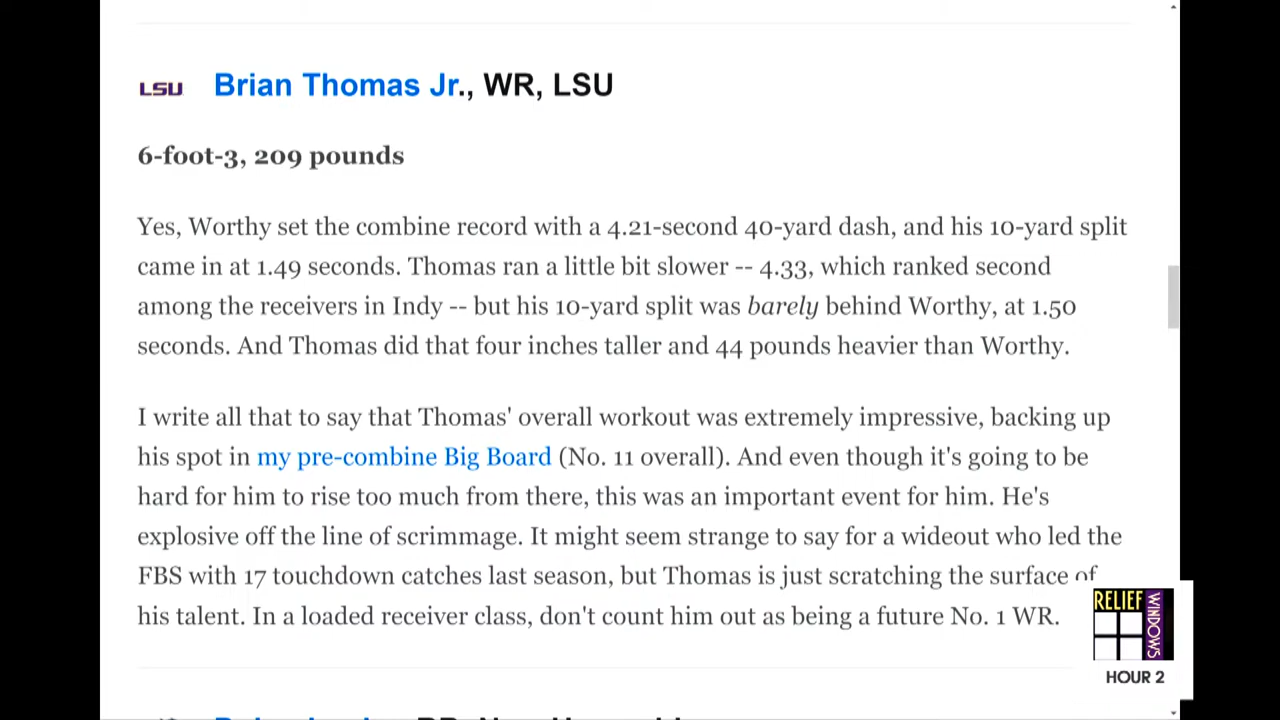 LSU Brian Thomas Jr., WR, LSU
6-foot-3, 209 pounds
Yes, Worthy set the combine record with a 4.21-second 40-yard dash, and his 10-yard split
came in at 1.49 seconds. Thomas ran a little bit slower -- 4.33, which ranked second
among the receivers in Indy -- but his 10-yard split was barely behind Worthy, at 1.50
seconds. And Thomas did that four inches taller and 44 pounds heavier than Worthy.
I write all that to say that Thomas' overall workout was extremely impressive, backing up
his spot in my pre-combine Big Board (No. 11 overall). And even though it's going to be
hard for him to rise too much from there, this was an important event for him. He's
explosive off the line of scrimmage. It might seem strange to say for a wideout who led the
FBS with 17 touchdown catches last season, but Thomas is just scratching the surface of
his talent. In a loaded receiver class, don't count him out as being a future No. 1 WR.
RELIEF
WINDOWS
HOUR 2